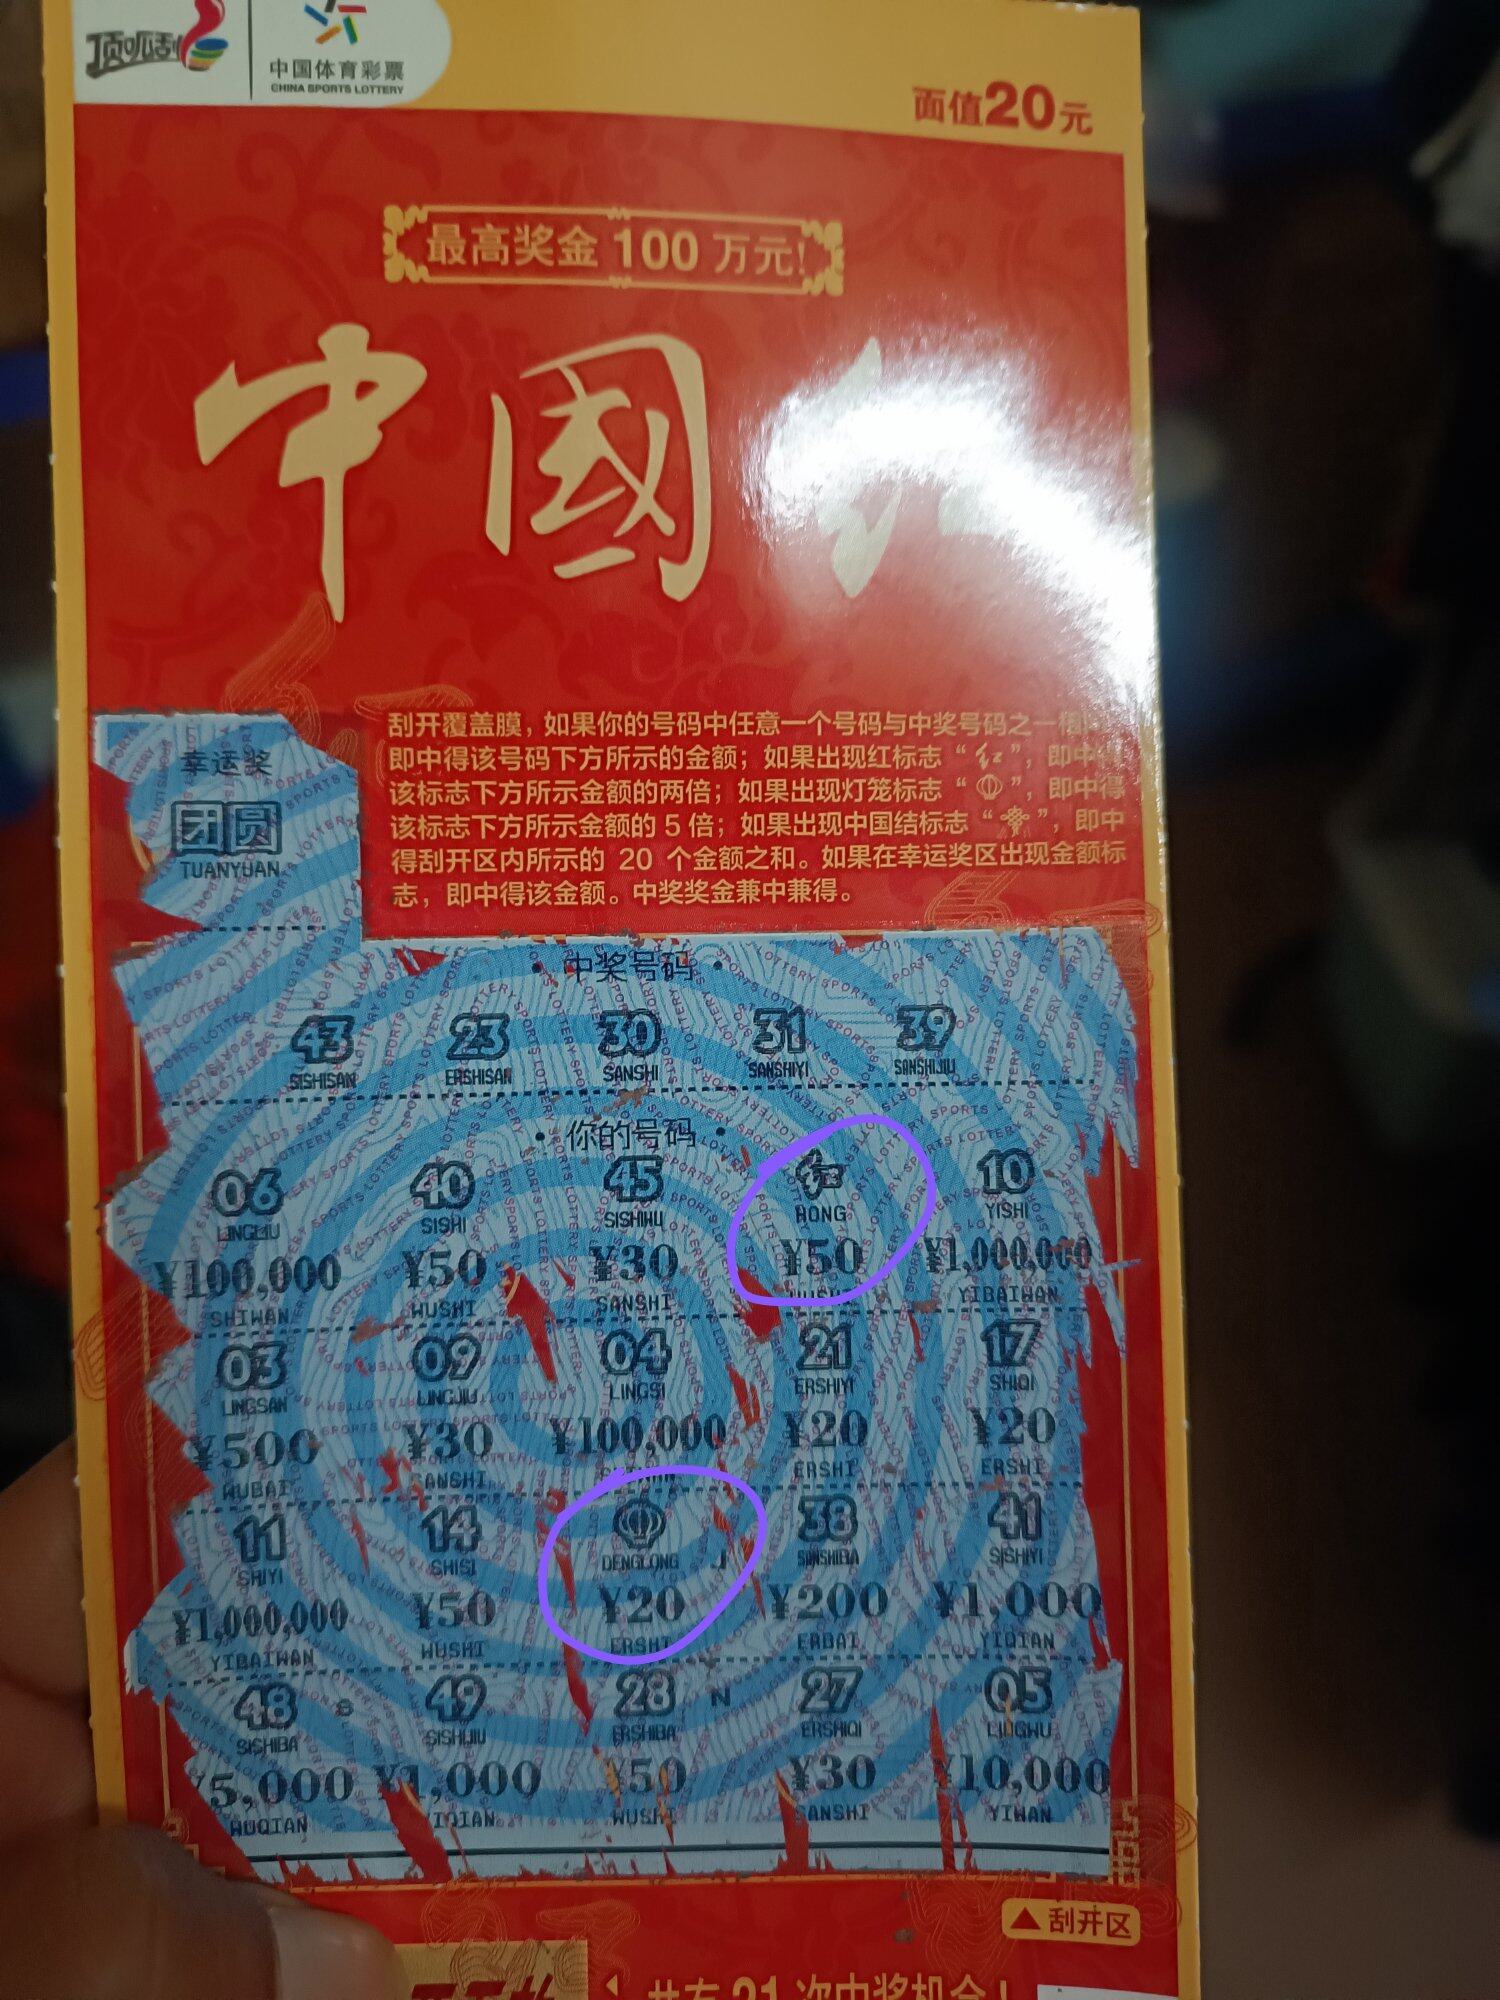 顶呱刮
中国体育彩票
CHINA SPORTS LOTTERY
面值20元
最高奖金 100 万元!
中國红
刮开覆盖膜，如果你的号码中任意一个号码与中奖号码之一相
即中得该号码下方所示的金额；如果出现红标志“红”，即中
该标志下方所示金额的两倍；如果出现灯笼标志“”，即中得
该标志下方所示金额的 5 倍；如果出现中国结标志“”，即中
得刮开区内所示的 20 个金额之和。如果在幸运奖区出现金额标
志，即中得该金额。中奖奖金兼中兼得。
幸运奖
团圆
TUANYUAN
·中奖号码·
43 23 30 31 39
SISHISAN ERSHISAN SANSHI SANSHIYI SANSHIJIU
·你的号码·
06 40 45 红 10
LINGLIU SISHI SISHIWU HONG YISHI
¥100,000 ¥50 ¥30 ¥50 ¥1,000,000
SHIWAN WUSHI SANSHI WUSHI YIBAIWAN
03 09 04 21 17
LINGSAN LINGJIU LINGSI ERSHIYI SHIQI
¥500 ¥30 ¥100,000 ¥20 ¥20
WUBAI SANSHI SHIWAN ERSHI ERSHI
11 14 38 41
SHIYI SHISI DENGLONG J SANSHIBA SISHIYI
¥1,000,000 ¥50 ¥20 ¥200 ¥1,000
YIBAIWAN WUSHI ERSHI ERBAI YIQIAN
48 S 49 28 N 27 05
SISHIBA SISHIJIU ERSHIBA ERSHIQI LINGWU
¥5,000 ¥1,000 ¥50 ¥30 ¥10,000
WUQIAN YIQIAN WUSHI SANSHI YIWAN
▲刮开区
共有21次中奖机会！